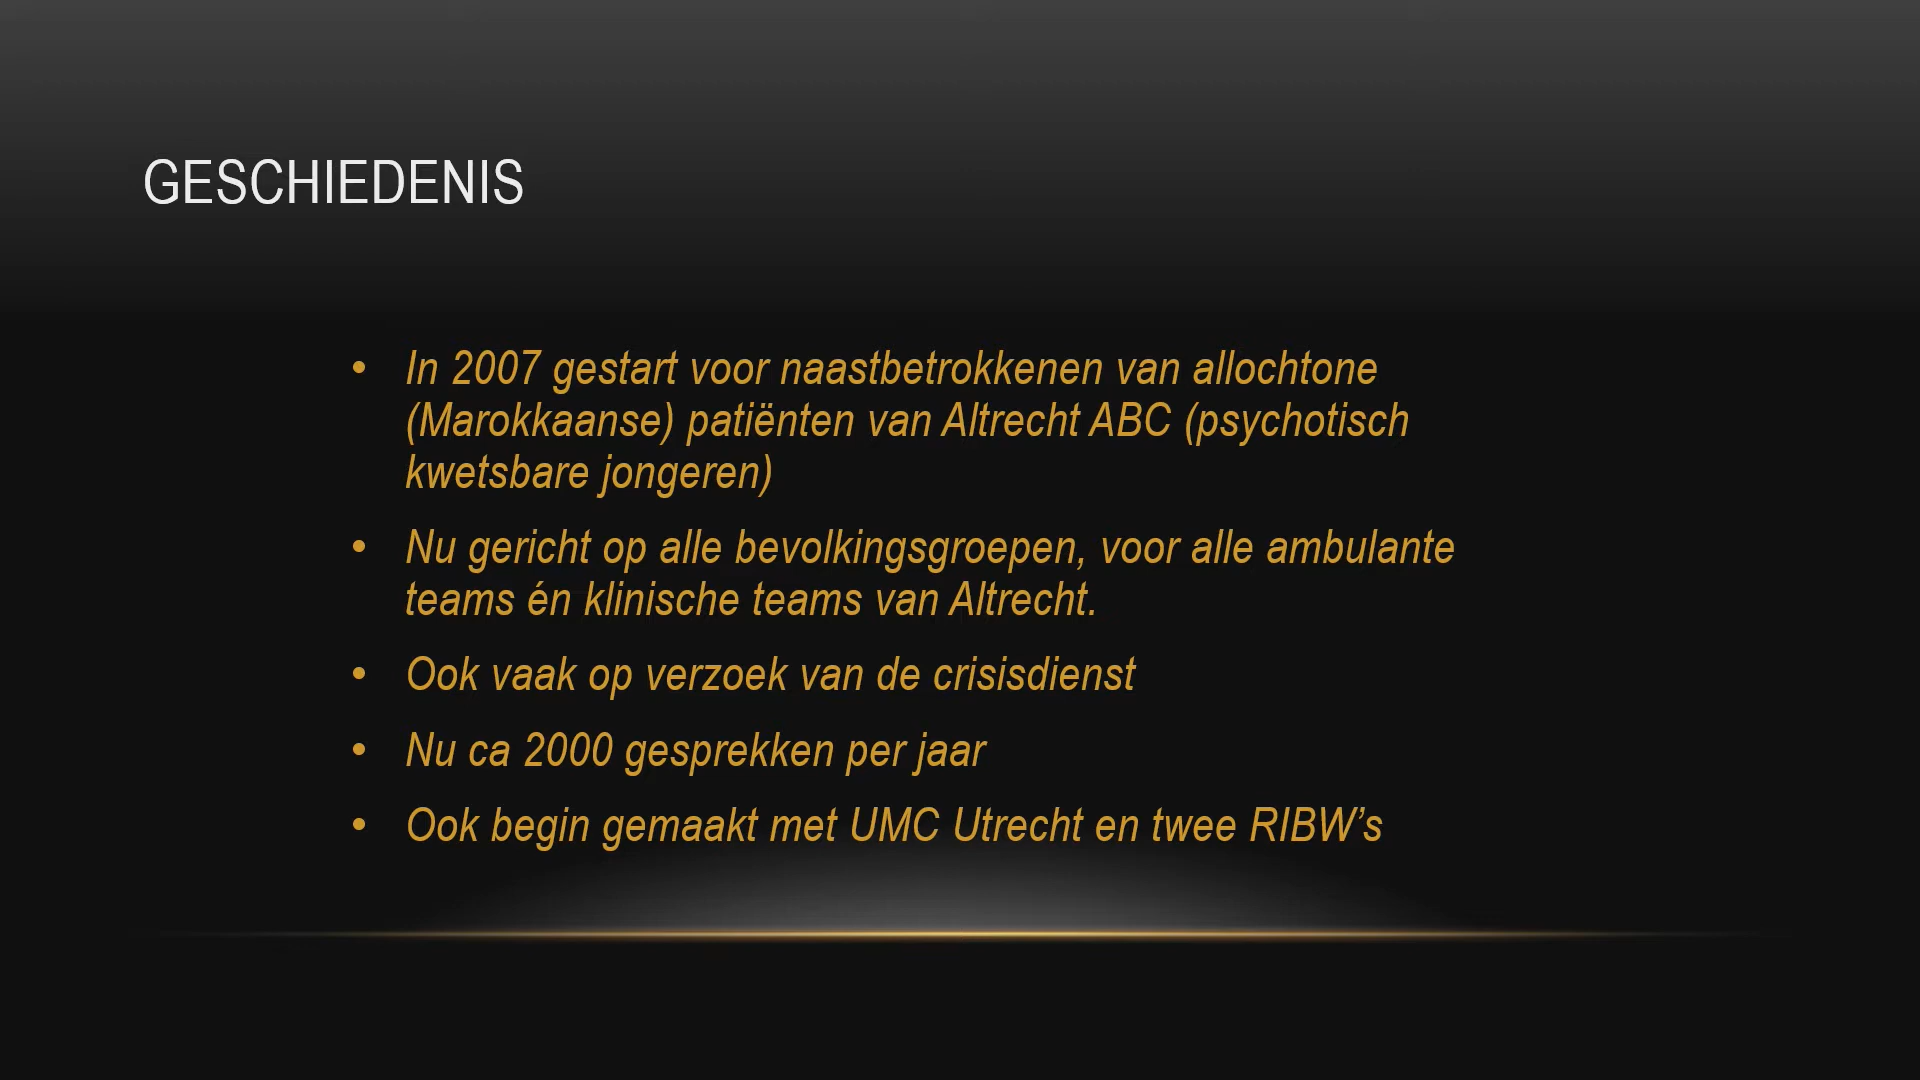 GESCHIEDENIS
• In 2007 gestart voor naastbetrokkenen van allochtone
(Marokkaanse) patiënten van Altrecht ABC (psychotisch
kwetsbare jongeren)
• Nu gericht op alle bevolkingsgroepen, voor alle ambulante
teams én klinische teams van Altrecht.
• Ook vaak op verzoek van de crisisdienst
• Nu ca 2000 gesprekken per jaar
• Ook begin gemaakt met UMC Utrecht en twee RIBW’s